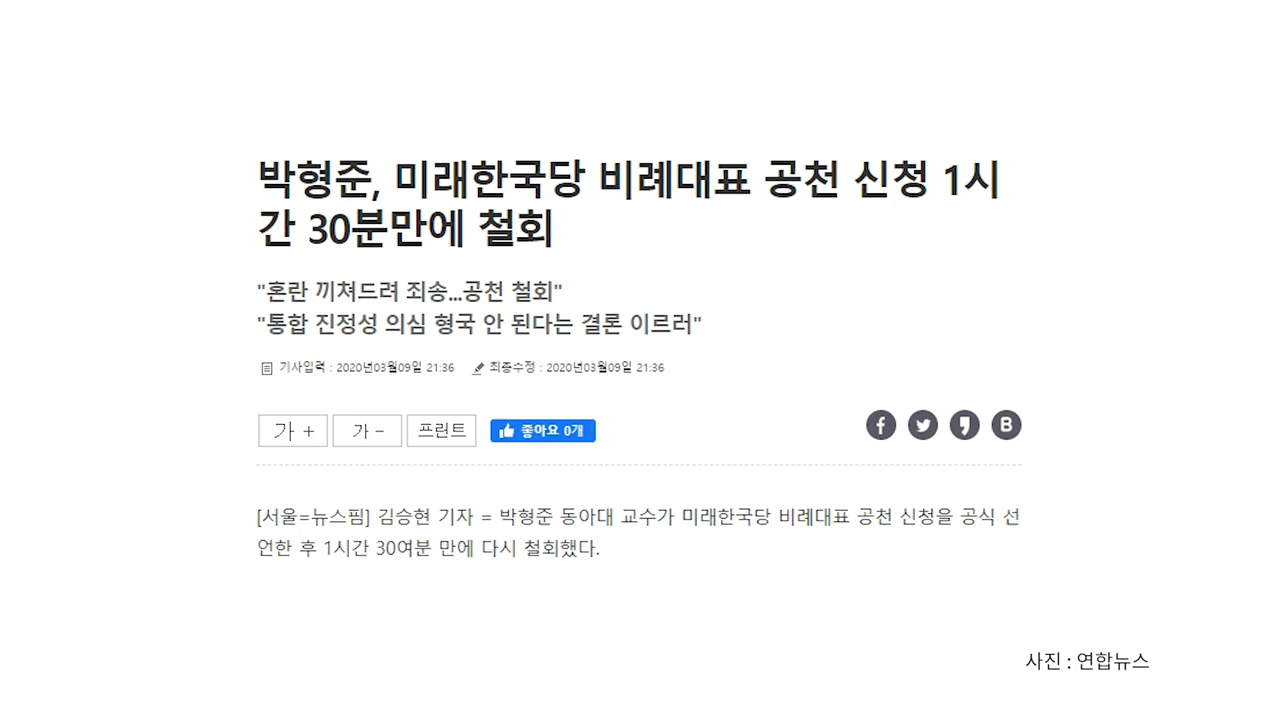 박형준, 미래한국당 비례대표 공천 신청 1시
간 30분만에 철회
"혼란 끼쳐드려 죄송...공천 철회"
"통합 진정성 의심 형국 안 된다는 결론 이르러"
기사입력 : 2020년03월09일 21:36 최종수정 : 2020년03월09일 21:36
가 + 가 - 프린트 좋아요 0개
[서울=뉴스핌] 김승현 기자 = 박형준 동아대 교수가 미래한국당 비례대표 공천 신청을 공식 선
언한 후 1시간 30여분 만에 다시 철회했다.
사진 : 연합뉴스